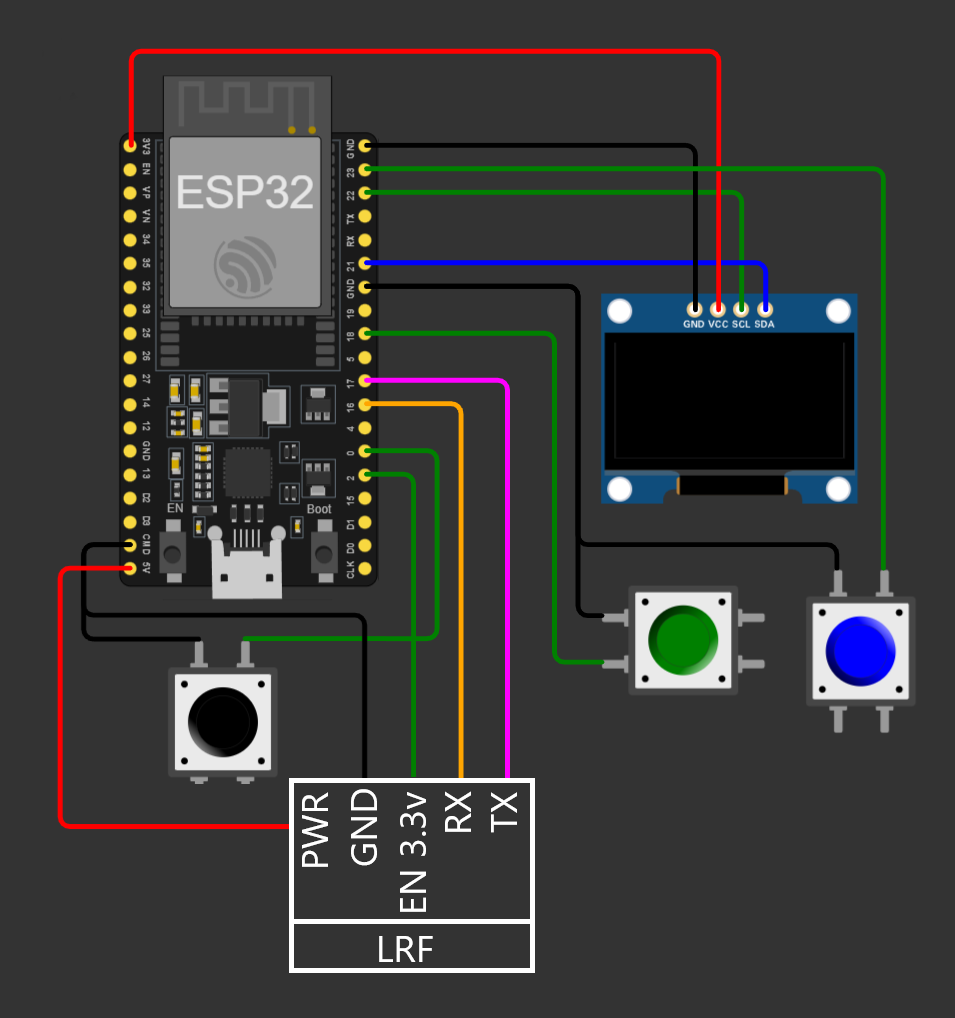 ESP32
3V3
EN
VP
VN
34
35
32
33
25
26
27
14
12
GND
13
D2
D3
CMD
5V
GND
23
22
TX
RX
21
GND
19
18
5
17
16
4
0
2
15
D1
D0
CLK
EN
Boot
GND VCC SCL SDA
PWR
GND
EN 3.3v
RX
TX
LRF